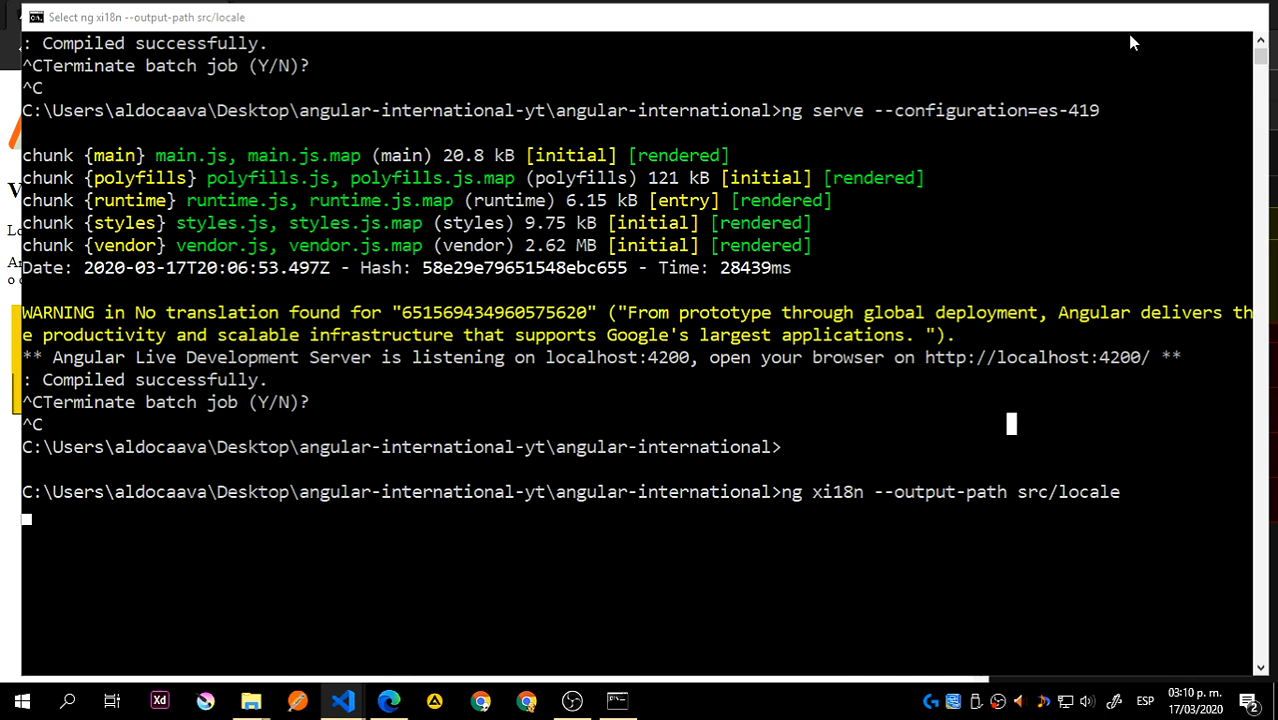 Select ng xi18n --output-path src/locale
: Compiled successfully.
^CTerminate batch job (Y/N)?
^C
C:\Users\aldocaava\Desktop\angular-international-yt\angular-international>ng serve --configuration=es-419
chunk {main} main.js, main.js.map (main) 20.8 kB [initial] [rendered]
chunk {polyfills} polyfills.js, polyfills.js.map (polyfills) 121 kB [initial] [rendered]
chunk {runtime} runtime.js, runtime.js.map (runtime) 6.15 kB [entry] [rendered]
chunk {styles} styles.js, styles.js.map (styles) 9.75 kB [initial] [rendered]
chunk {vendor} vendor.js, vendor.js.map (vendor) 2.62 MB [initial] [rendered]
Date: 2020-03-17T20:06:53.497Z - Hash: 58e29e79651548ebc655 - Time: 28439ms
WARNING in No translation found for "6515694349605755620" ("From prototype through global deployment, Angular delivers th
e productivity and scalable infrastructure that supports Google's largest applications. ").
** Angular Live Development Server is listening on localhost:4200, open your browser on http://localhost:4200/ **
: Compiled successfully.
^CTerminate batch job (Y/N)?
^C
C:\Users\aldocaava\Desktop\angular-international-yt\angular-international>
C:\Users\aldocaava\Desktop\angular-international-yt\angular-international>ng xi18n --output-path src/locale
Xd
ESP
03:10 p. m.
17/03/2020
2